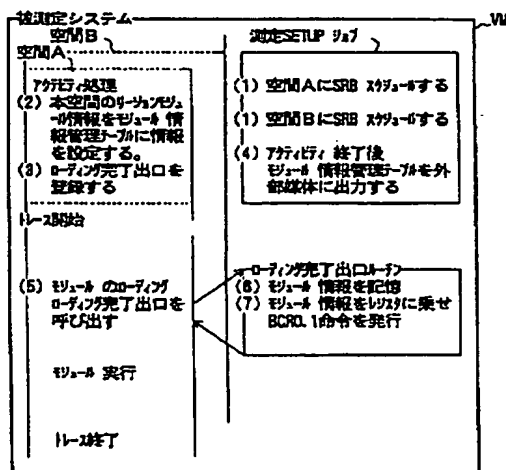 被測定システム
VM
空間B
測定SETUP ジョブ
空間A
アクティビティ処理
(2) 本空間のリージョンモジュ
ール情報をモジュール 情
報管理テーブルに情報
を設定する。
(3) ローディング完了出口を
登録する
(1) 空間AにSRB スケジュールする
(1) 空間BにSRB スケジュールする
(4) アクティビティ 終了後
モジュール 情報管理テーブルを外
部媒体に出力する
トレース開始
(5) モジュール のローディング
ローディング完了出口を
呼び出す
ローディング完了出口ルーチン
(6) モジュール 情報を記憶
(7) モジュール 情報をレジスタに乗せ
BCR0.1命令を発行
モジュール 実行
トレース終了